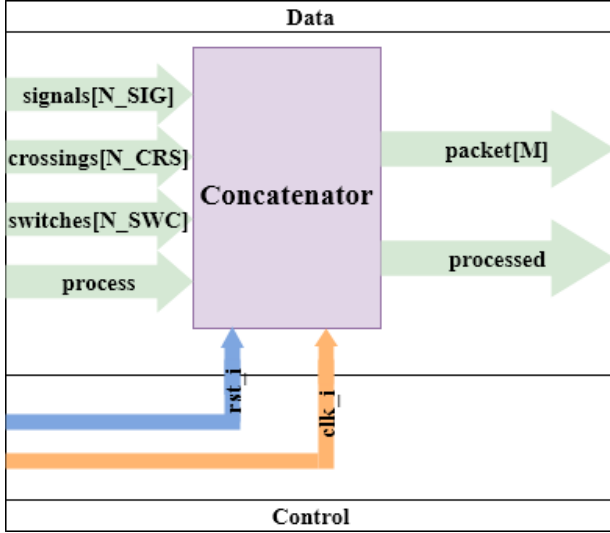 Data
signals[N_SIG]
crossings[N_CRS]
switches[N_SWC]
process
Concatenator
packet[M]
processed
rst_i
clk_i
Control